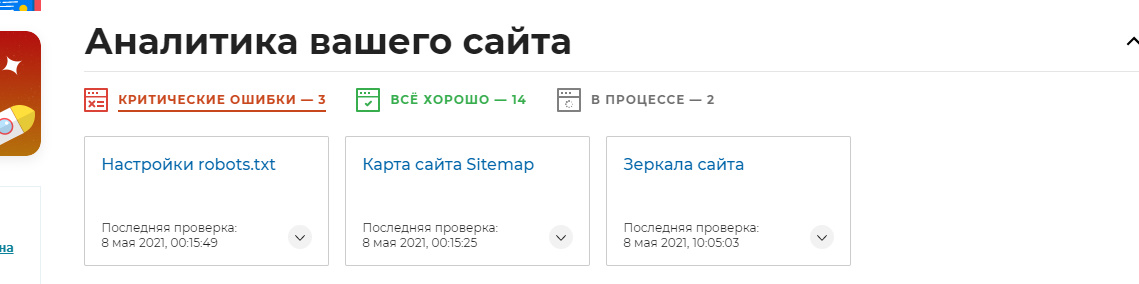 Аналитика вашего сайта
КРИТИЧЕСКИЕ ОШИБКИ — 3
ВСЁ ХОРОШО — 14
В ПРОЦЕССЕ — 2
Настройки robots.txt
Последняя проверка:
8 мая 2021, 00:15:49
Карта сайта Sitemap
Последняя проверка:
8 мая 2021, 00:15:25
Зеркала сайта
Последняя проверка:
8 мая 2021, 10:05:03
на